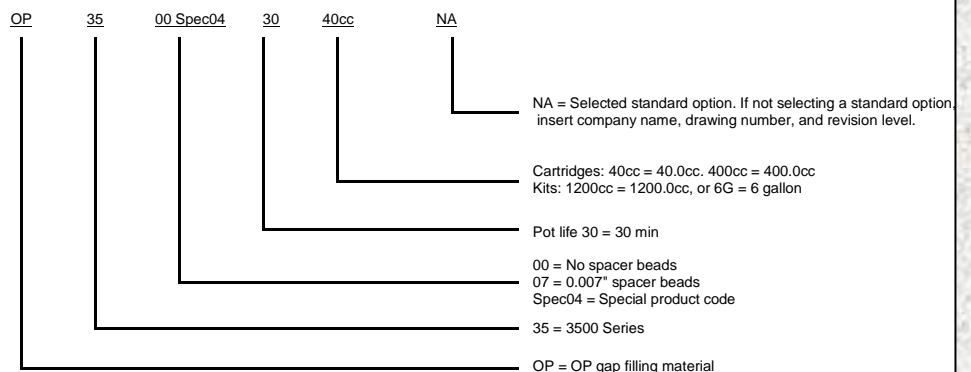 OP 35 00 Spec04 30 40cc NA
NA = Selected standard option. If not selecting a standard option,
insert company name, drawing number, and revision level.
Cartridges: 40cc = 40.0cc. 400cc = 400.0cc
Kits: 1200cc = 1200.0cc, or 6G = 6 gallon
Pot life 30 = 30 min
00 = No spacer beads
07 = 0.007" spacer beads
Spec04 = Special product code
35 = 3500 Series
OP = OP gap filling material